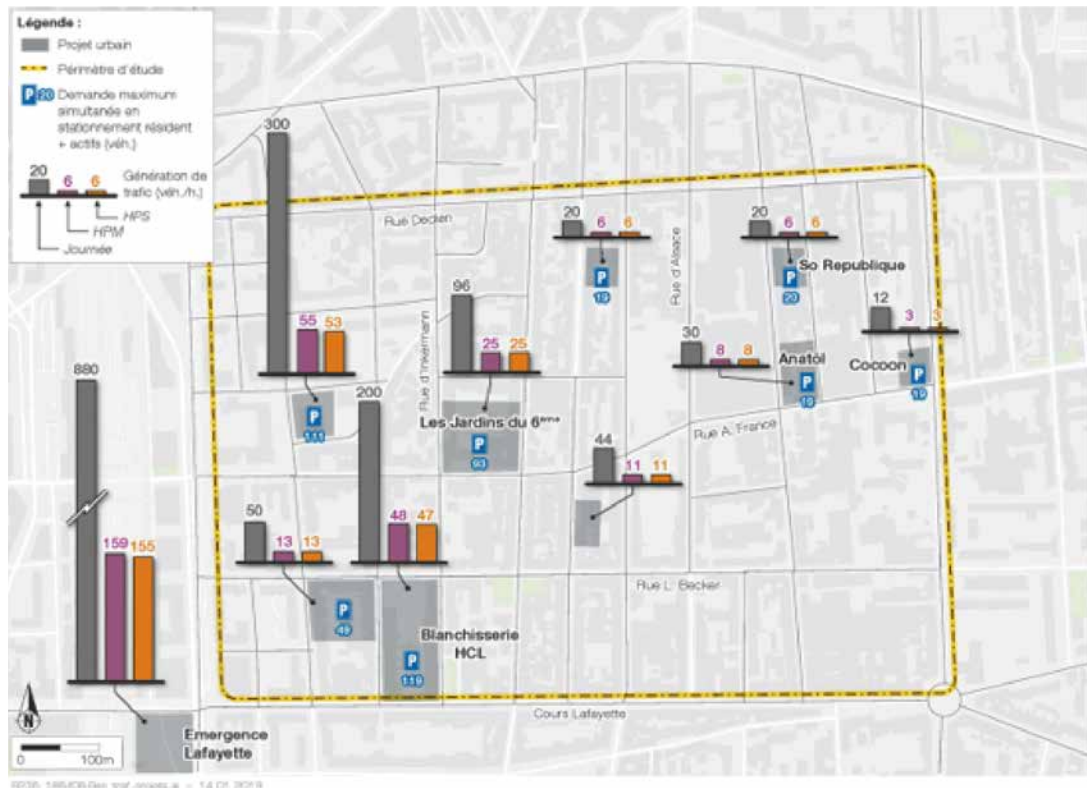 Légende :
Projet urbain
Périmètre d'étude
P 20 Demande maximum
simultanée en
stationnement résident
+ actifs (véh.)
20 6 6
Génération de
trafic (véh./h.)
HPS
HPM
Journée
300
55 53
P
111
Rue Decken
20 6 6
P
19
Rue d'Alsace
20 6 6
So Republique
P
20
96
25 25
Rue d'Inkermann
Les Jardins du 6ème
P
93
12 3 3
Cocoon
P
19
30 8 8
Anatol
P
Rue A. France
880
159 155
200
48 47
44
11 11
50
13 13
P
49
Rue L. Becker
Blanchisserie
HCL
P
119
Cours Lafayette
Emergence
Lafayette
N
0 100m
14.01.2019